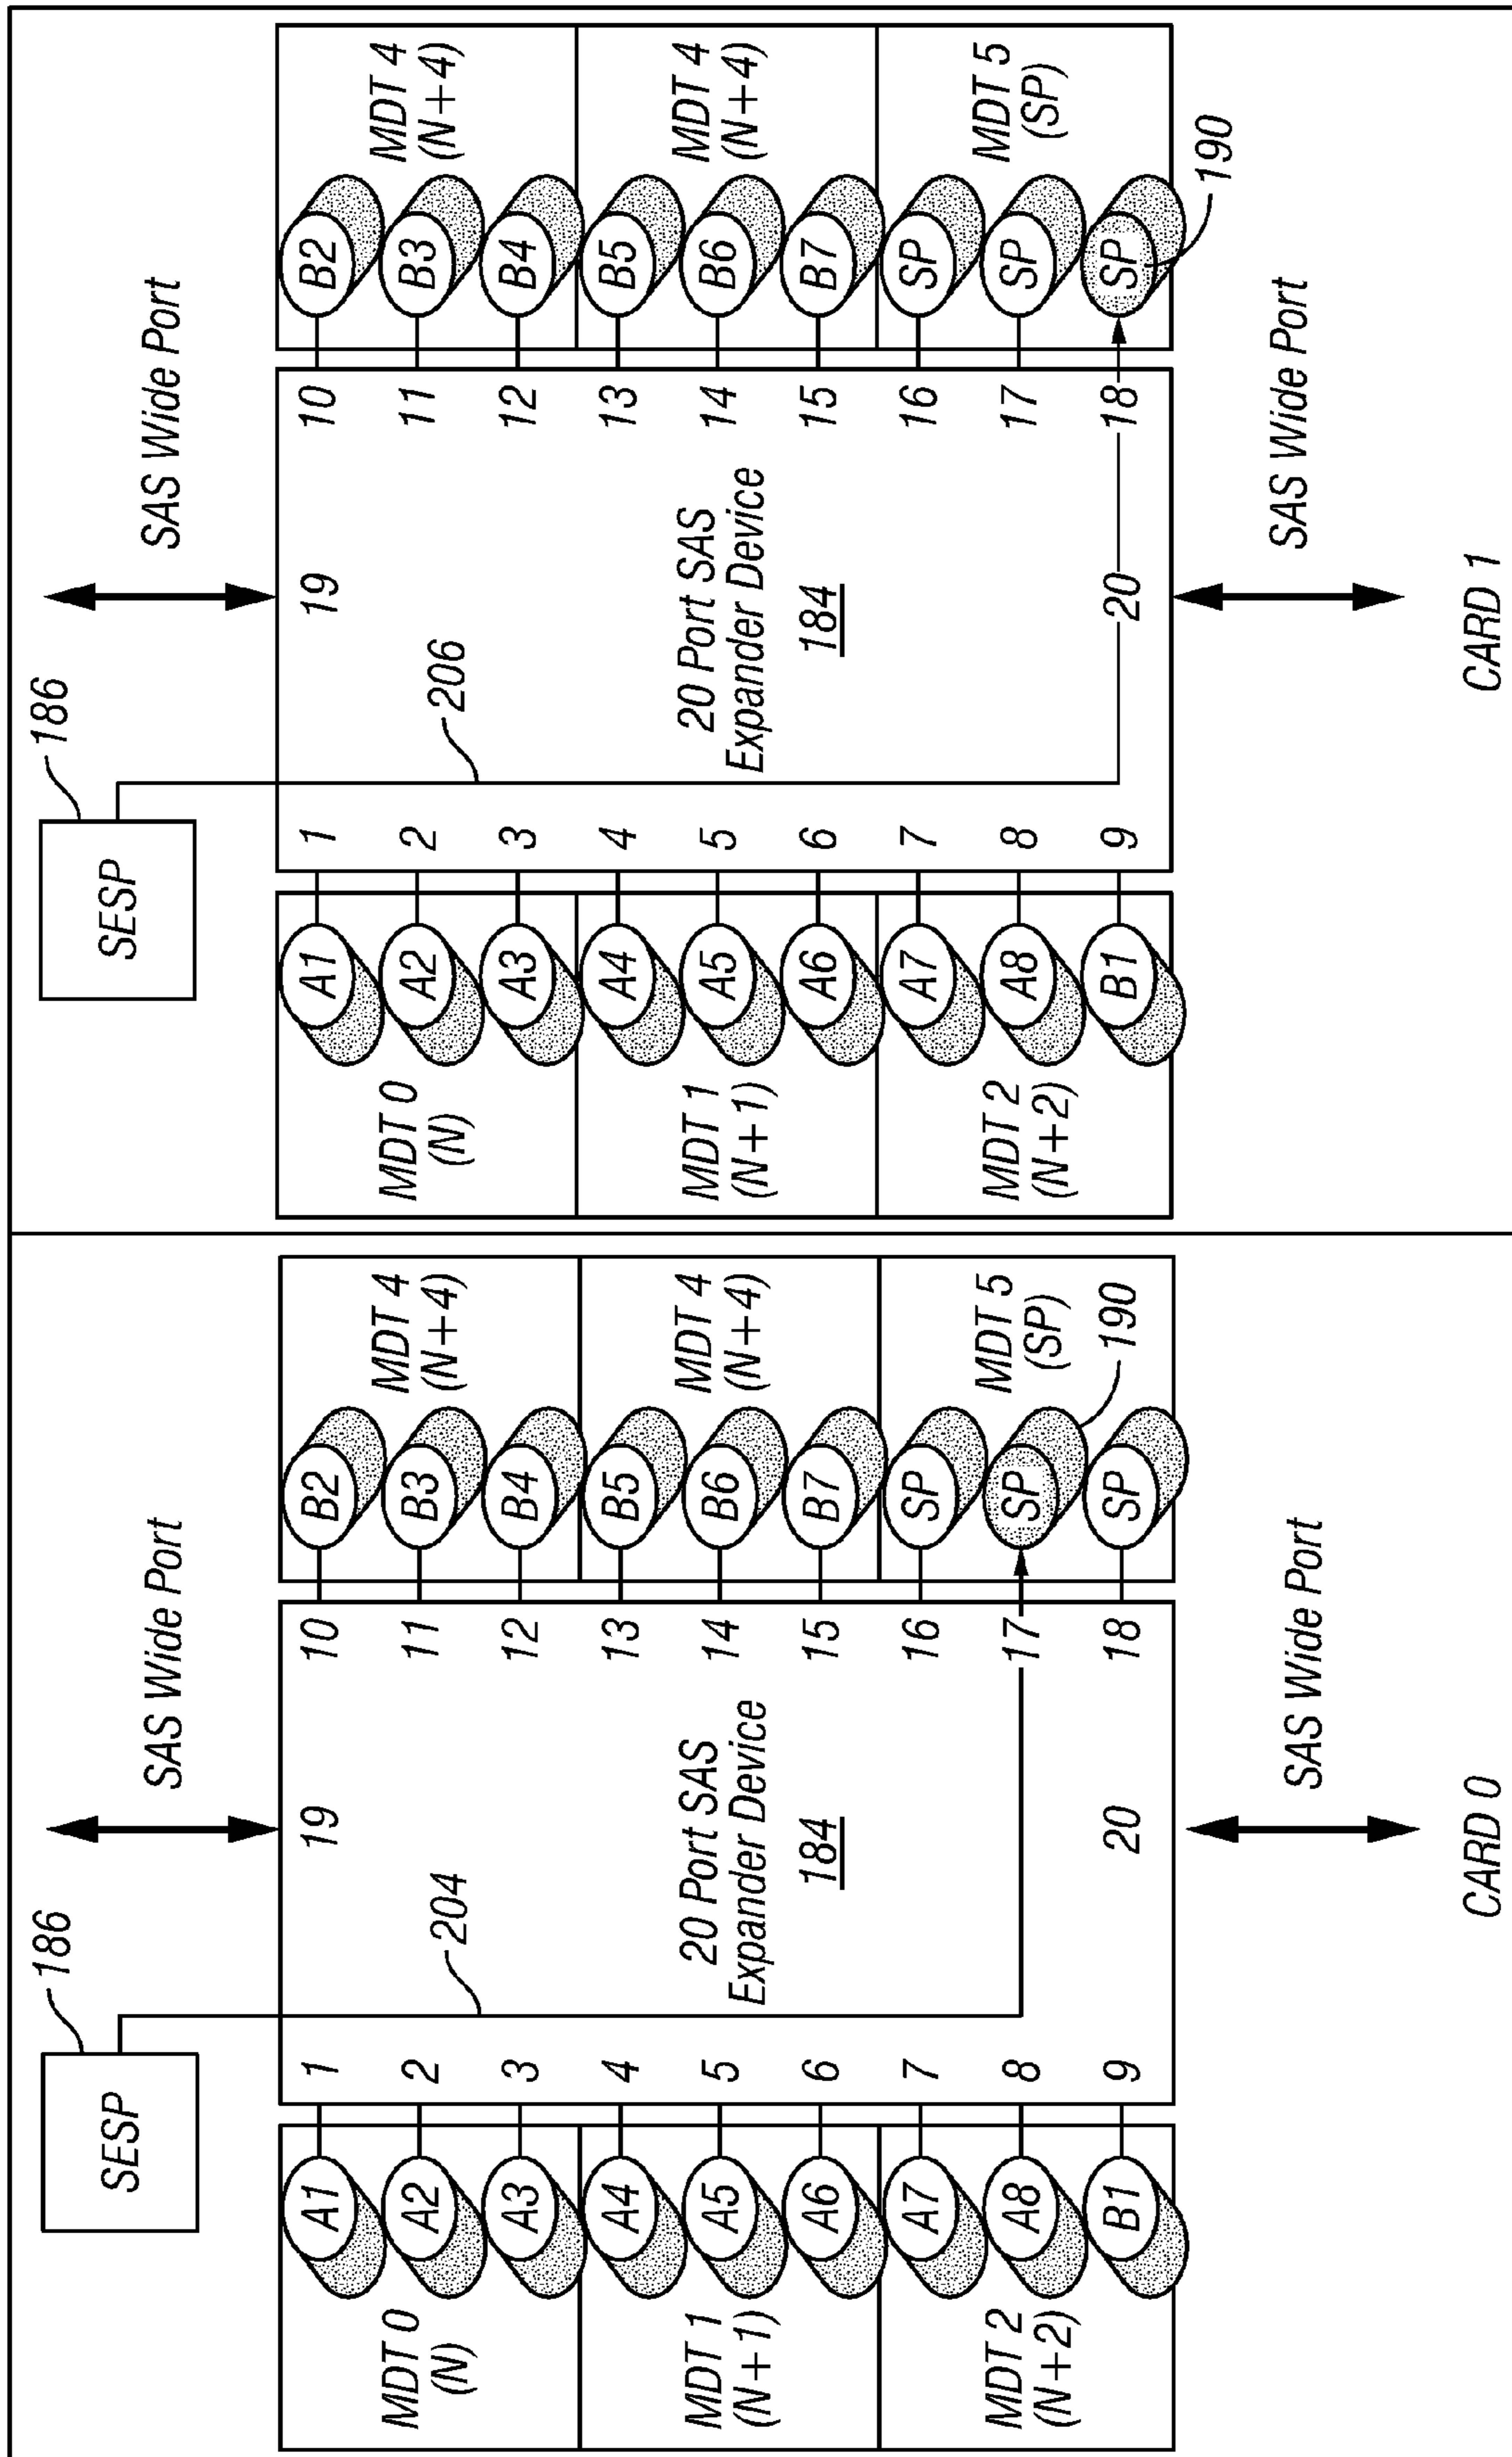 SESP
186
SAS Wide Port
MDT 0
(N)
A1
A2
A3
MDT 1
(N+1)
A4
A5
A6
MDT 2
(N+2)
A7
A8
B1
1
2
3
4
5
6
7
8
9
19
204
20 Port SAS
Expander Device
184
20
10
11
12
13
14
15
16
17
18
B2
B3
B4
MDT 4
(N+4)
B5
B6
B7
MDT 4
(N+4)
SP
SP
SP
MDT 5
(SP)
190
SAS Wide Port
CARD 0
SESP
186
SAS Wide Port
MDT 0
(N)
A1
A2
A3
MDT 1
(N+1)
A4
A5
A6
MDT 2
(N+2)
A7
A8
B1
1
2
3
4
5
6
7
8
9
19
206
20 Port SAS
Expander Device
184
20
10
11
12
13
14
15
16
17
18
B2
B3
B4
MDT 4
(N+4)
B5
B6
B7
MDT 4
(N+4)
SP
SP
SP
MDT 5
(SP)
190
SAS Wide Port
CARD 1